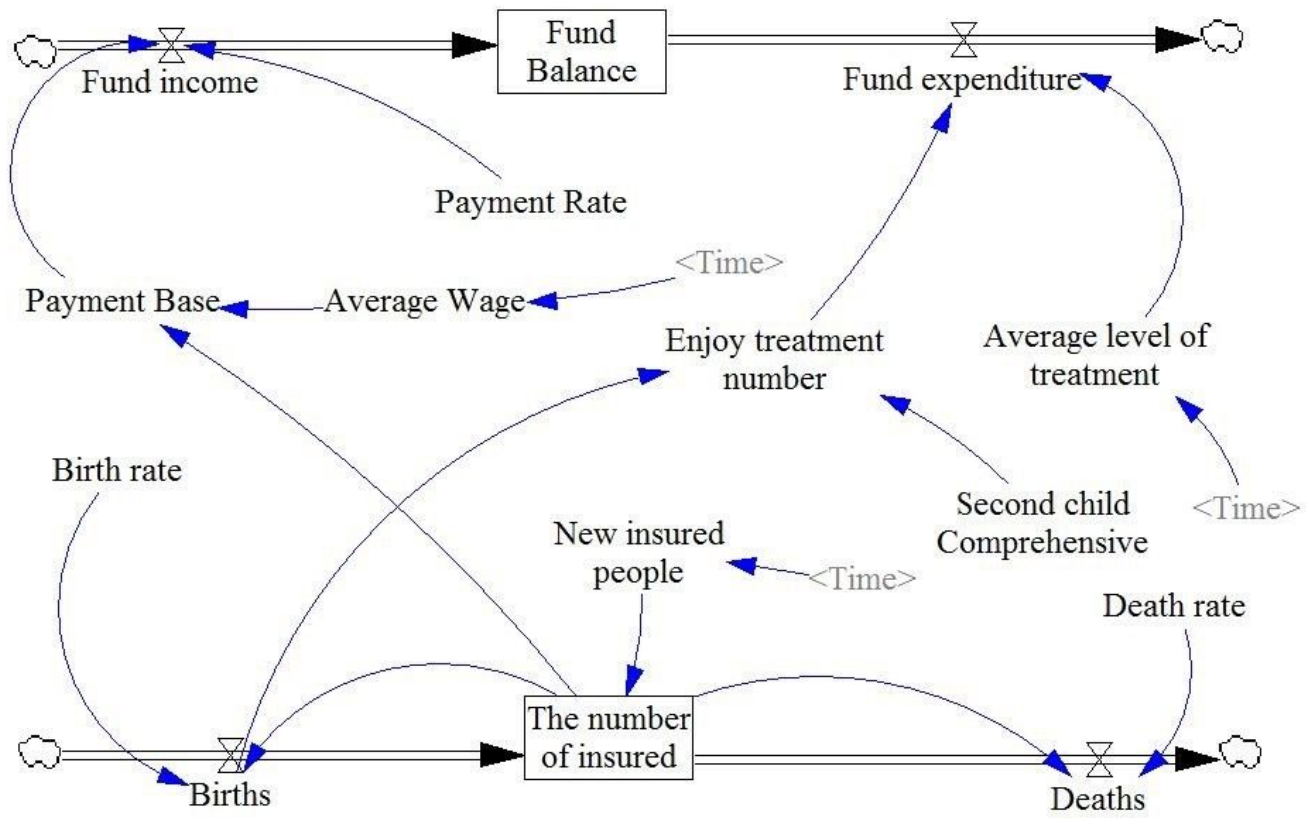 Fund
Balance
Fund income
Fund expenditure
Payment Rate
<Time>
Payment Base
Average Wage
Enjoy treatment
number
Average level of
treatment
Birth rate
Second child
Comprehensive
<Time>
New insured
people
<Time>
Death rate
The number
of insured
Births
Deaths